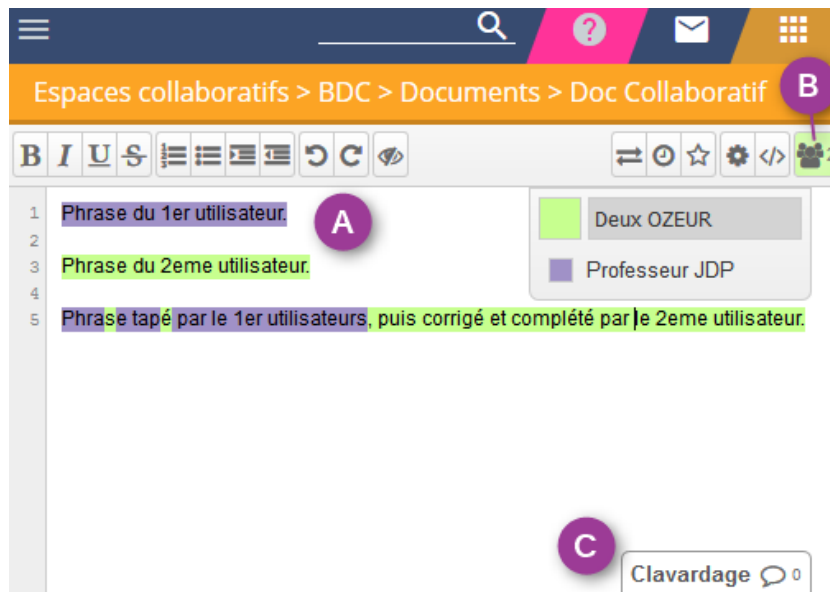 Espaces collaboratifs > BDC > Documents > Doc Collaboratif
B
B I U S
2
1 Phrase du 1er utilisateur.
A
Deux OZEUR
2
3 Phrase du 2eme utilisateur.
Professeur JDP
4
5 Phrase tapé par le 1er utilisateurs, puis corrigé et complété par le 2eme utilisateur.
C
Clavardage 0